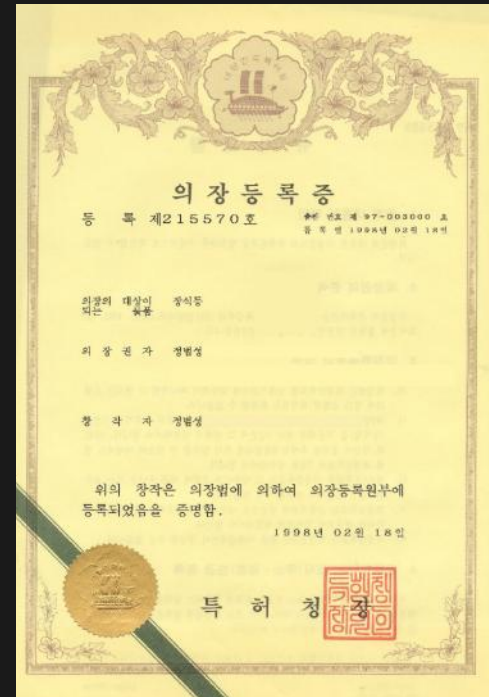 의장등록증
등 록 제215570호
출원 번호 제 97-003000 호
등록일 1998년 02월 18일
의장의 대상이 장식등
되는 물품
의 장 권 자 정범성
창 작 자 정범성
위의 창작은 의장법에 의하여 의장등록원부에
등록되었음을 증명함.
1998년 02월 18일
특 허 청 장